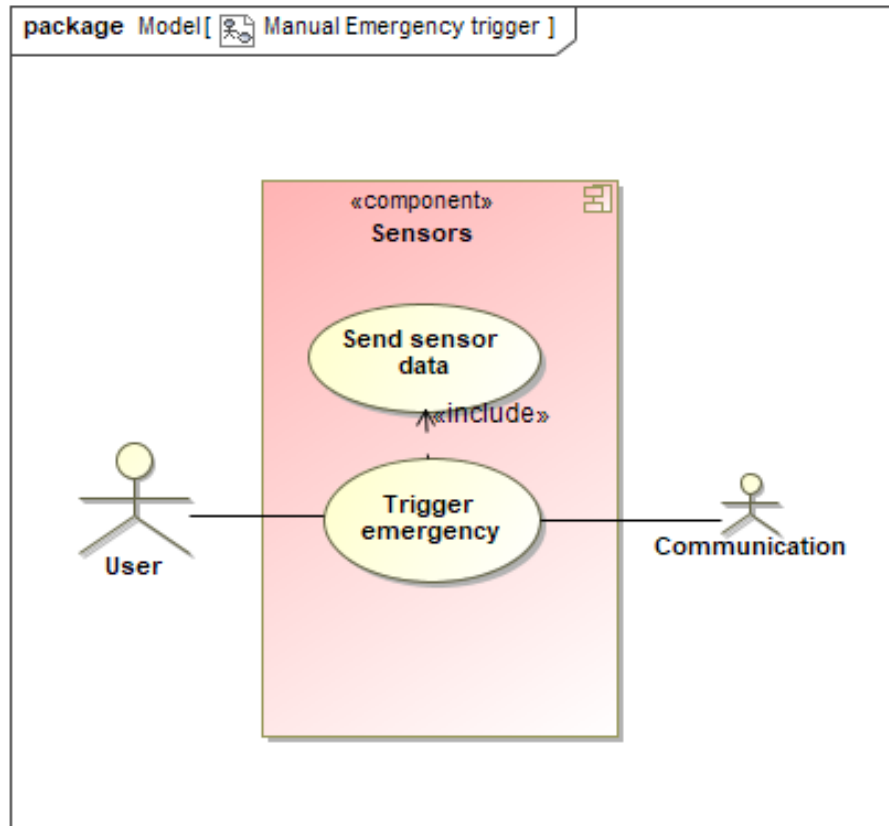 package Model[ Manual Emergency trigger ]
«component»
Sensors
Send sensor
data
«include»
Trigger
emergency
User
Communication